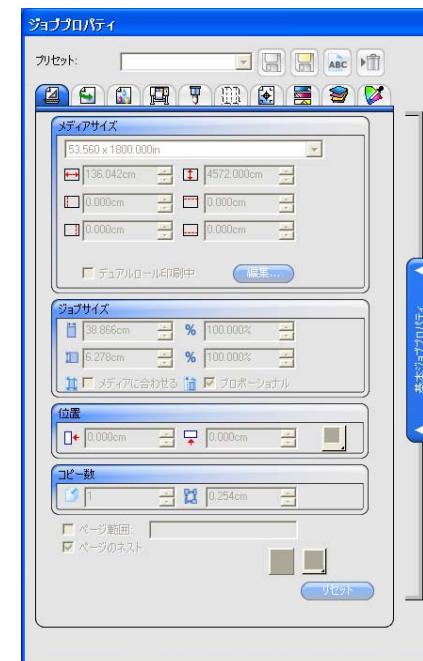 ジョブプロパティ
プリセット:
ABC
メディアサイズ
53.560 x 1800.000in
136.042cm 4572.000cm
0.000cm 0.000cm
0.000cm 0.000cm
デュアルロール印刷中 編集...
ジョブサイズ
38.866cm % 100.000%
6.278cm % 100.000%
メディアに合わせる プロポーショナル
位置
0.000cm 0.000cm
コピー数
1 0.254cm
ページ範囲:
ページのネスト
リセット
基本ジョブプロパティ